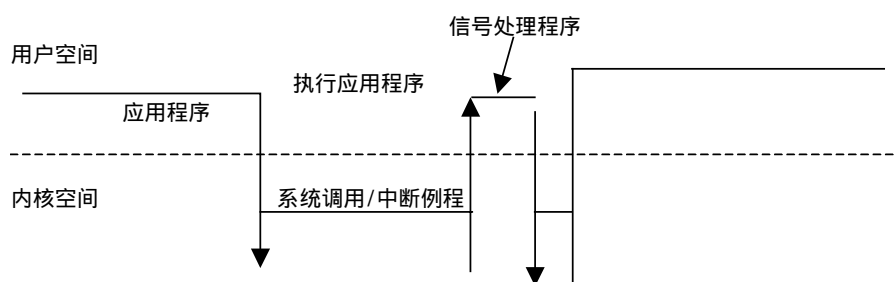 信号处理程序
用户空间
执行应用程序
应用程序
内核空间
系统调用/中断例程